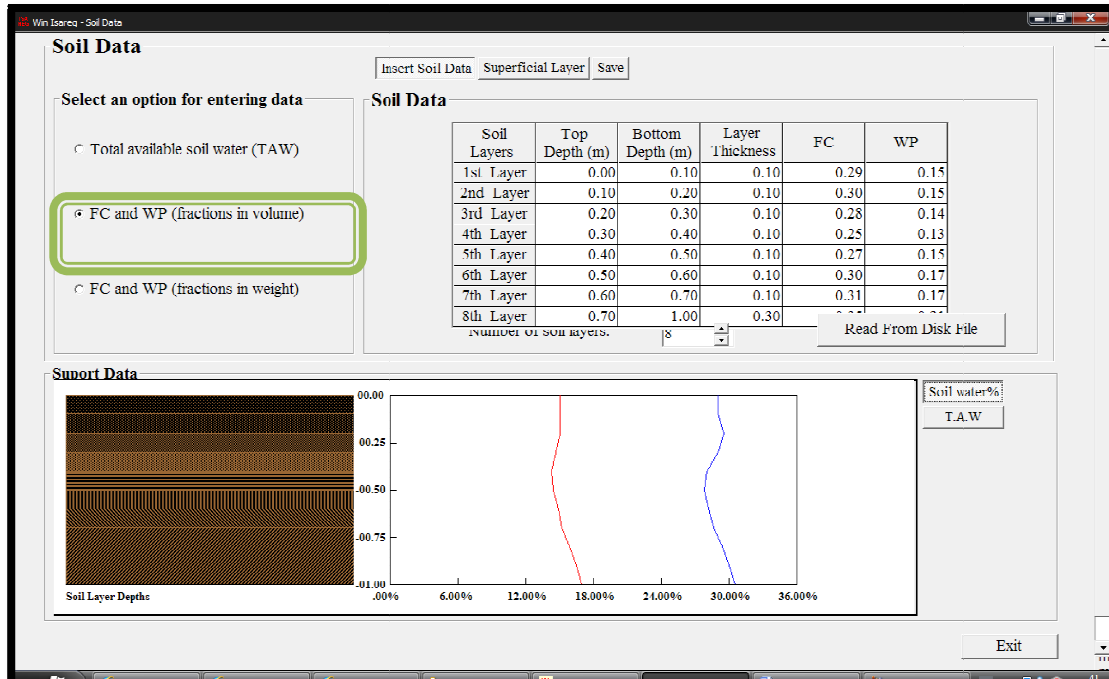 Win Isareg - Soil Data
Soil Data
Insert Soil Data Superficial Layer Save
Select an option for entering data
Total available soil water (TAW)
FC and WP (fractions in volume)
FC and WP (fractions in weight)
Soil Data
Soil Layers Top Depth (m) Bottom Depth (m) Layer Thickness FC WP
1st Layer 0.00 0.10 0.10 0.29 0.15
2nd Layer 0.10 0.20 0.10 0.30 0.15
3rd Layer 0.20 0.30 0.10 0.28 0.14
4th Layer 0.30 0.40 0.10 0.25 0.13
5th Layer 0.40 0.50 0.10 0.27 0.15
6th Layer 0.50 0.60 0.10 0.30 0.17
7th Layer 0.60 0.70 0.10 0.31 0.17
8th Layer 0.70 1.00 0.30
Number of soil layers: 8
Read From Disk File
Suport Data
Soil water%
T.A.W
00.00
00.25
-00.50
-00.75
-01.00
.00% 6.00% 12.00% 18.00% 24.00% 30.00% 36.00%
Soil Layer Depths
Exit